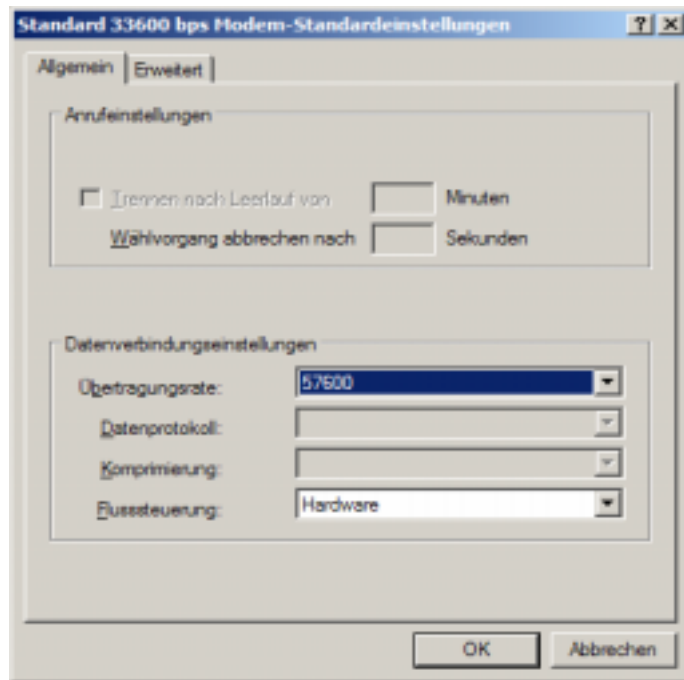 Standard 33600 bps Modem-Standardeinstellungen
Allgemein Erweitert
Anrufeinstellungen
Trennen nach Leerlauf von Minuten
Wählvorgang abbrechen nach Sekunden
Datenverbindungseinstellungen
Übertragungsrate: 57600
Datenprotokoll:
Komprimierung:
Flusssteuerung: Hardware
OK Abbrechen